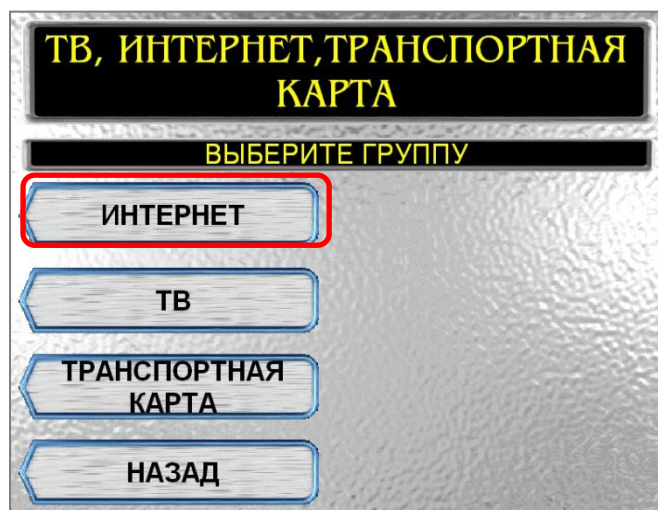 ТВ, ИНТЕРНЕТ,ТРАНСПОРТНАЯ
КАРТА
ВЫБЕРИТЕ ГРУППУ
ИНТЕРНЕТ
ТВ
ТРАНСПОРТНАЯ
КАРТА
НАЗАД